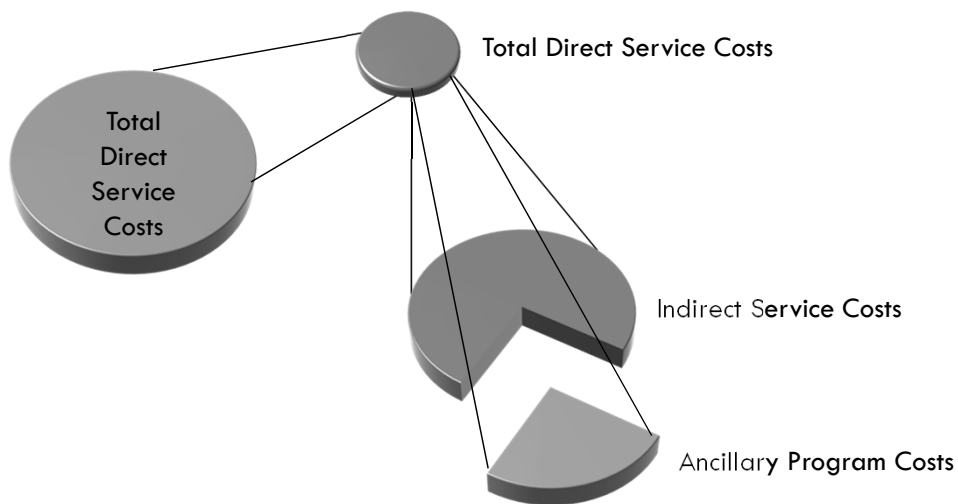 Total Direct Service Costs
Total
Direct
Service
Costs
Indirect Service Costs
Ancillary Program Costs